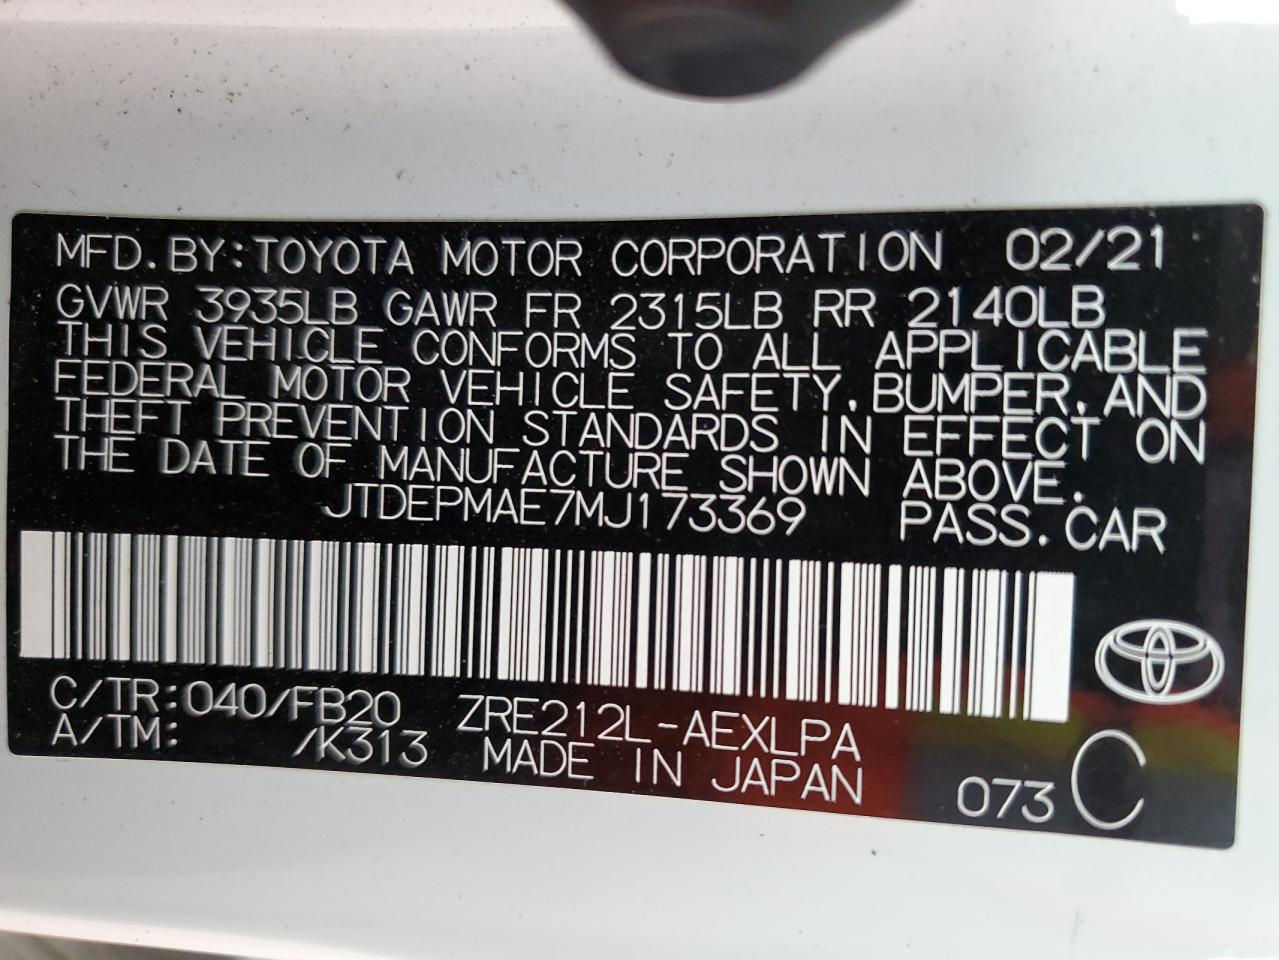 MFD.BY:TOYOTA MOTOR CORPORATION 02/21
GVWR 3935LB GAWR FR 2315LB RR 2140LB
THIS VEHICLE CONFORMS TO ALL APPLICABLE
FEDERAL MOTOR VEHICLE SAFETY,BUMPER,AND
THEFT PREVENTION STANDARDS IN EFFECT ON
THE DATE OF MANUFACTURE SHOWN ABOVE.
JTDEPMAE7MJ173369 PASS.CAR
C/TR:040/FB20 ZRE212L-AEXLPA
A/TM: /K313 MADE IN JAPAN 073 C